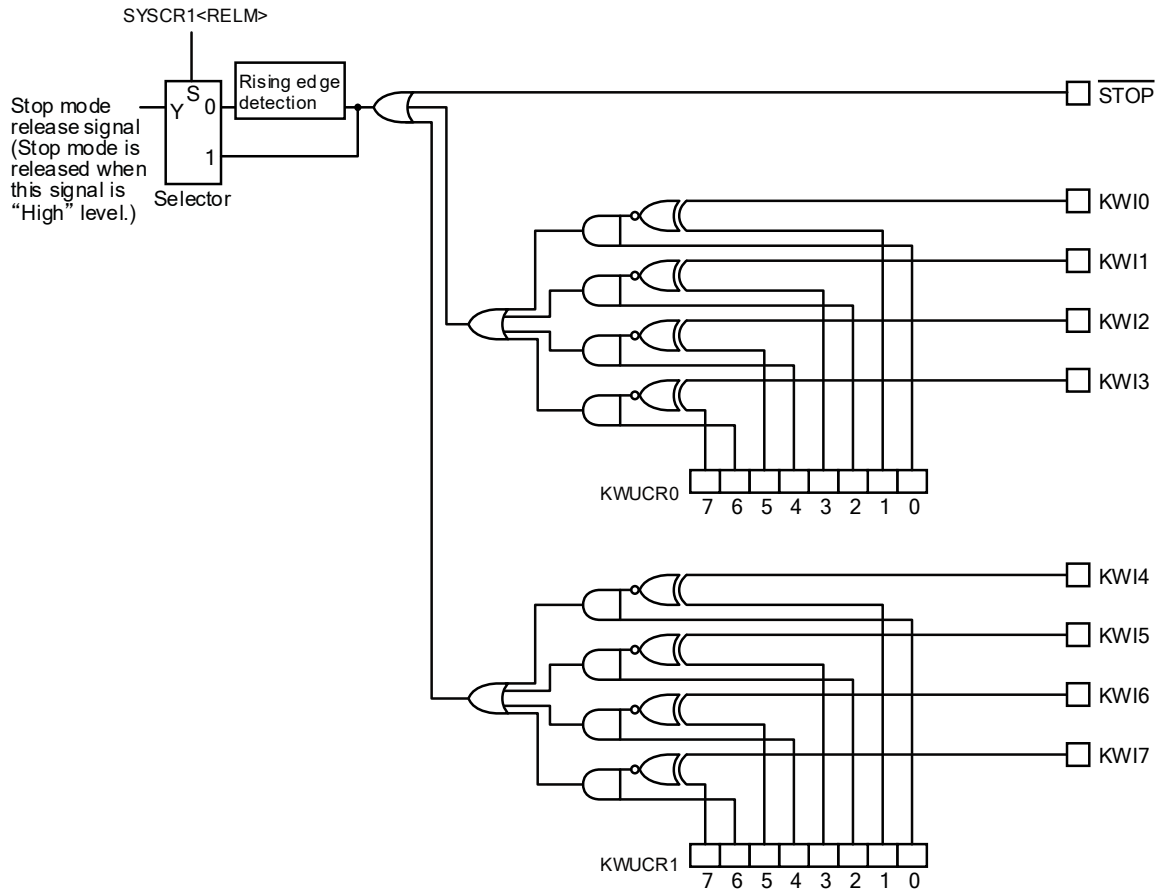 SYSCR1<RELM>
Rising edge
detection
S
Y
0
1
Stop mode
release signal
(Stop mode is
released when
this signal is
“High” level.)
Selector
STOP
KWI0
KWI1
KWI2
KWI3
KWUCR0
7 6 5 4 3 2 1 0
KWI4
KWI5
KWI6
KWI7
KWUCR1
7 6 5 4 3 2 1 0